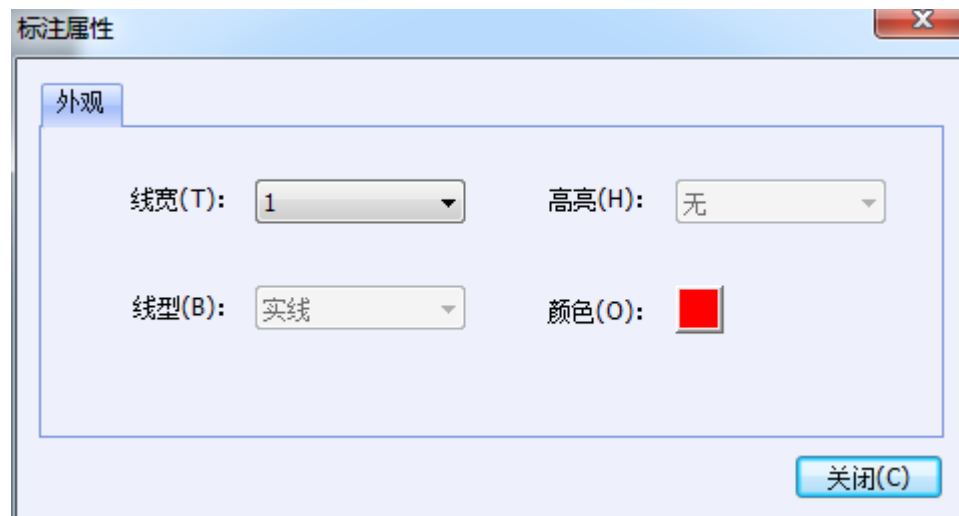 标注属性
外观
线宽(T): 1 高亮(H): 无
线型(B): 实线 颜色(O):
关闭(C)